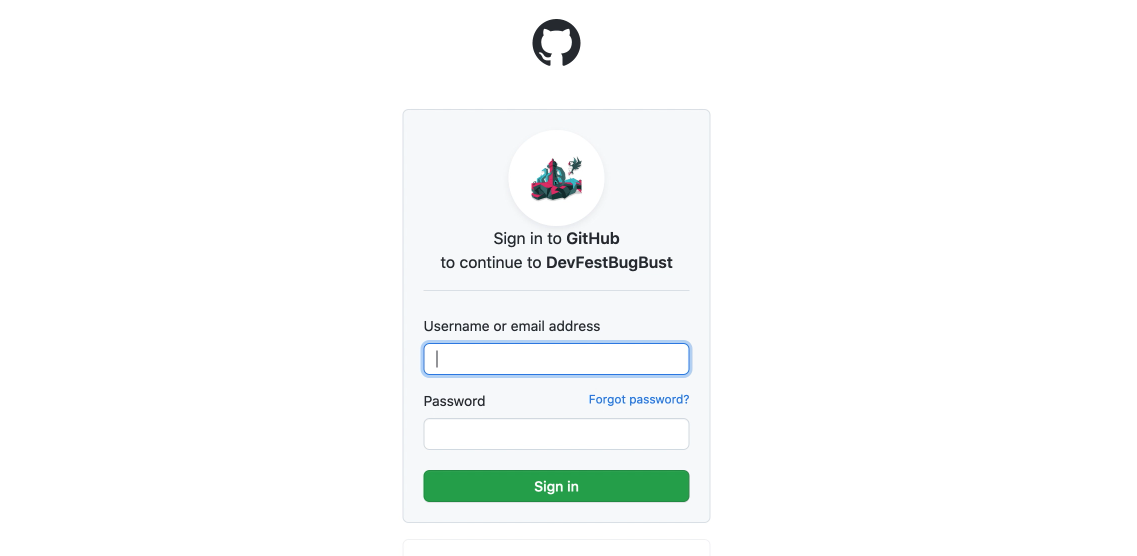 Sign in to GitHub
to continue to DevFestBugBust
Username or email address
Password Forgot password?
Sign in